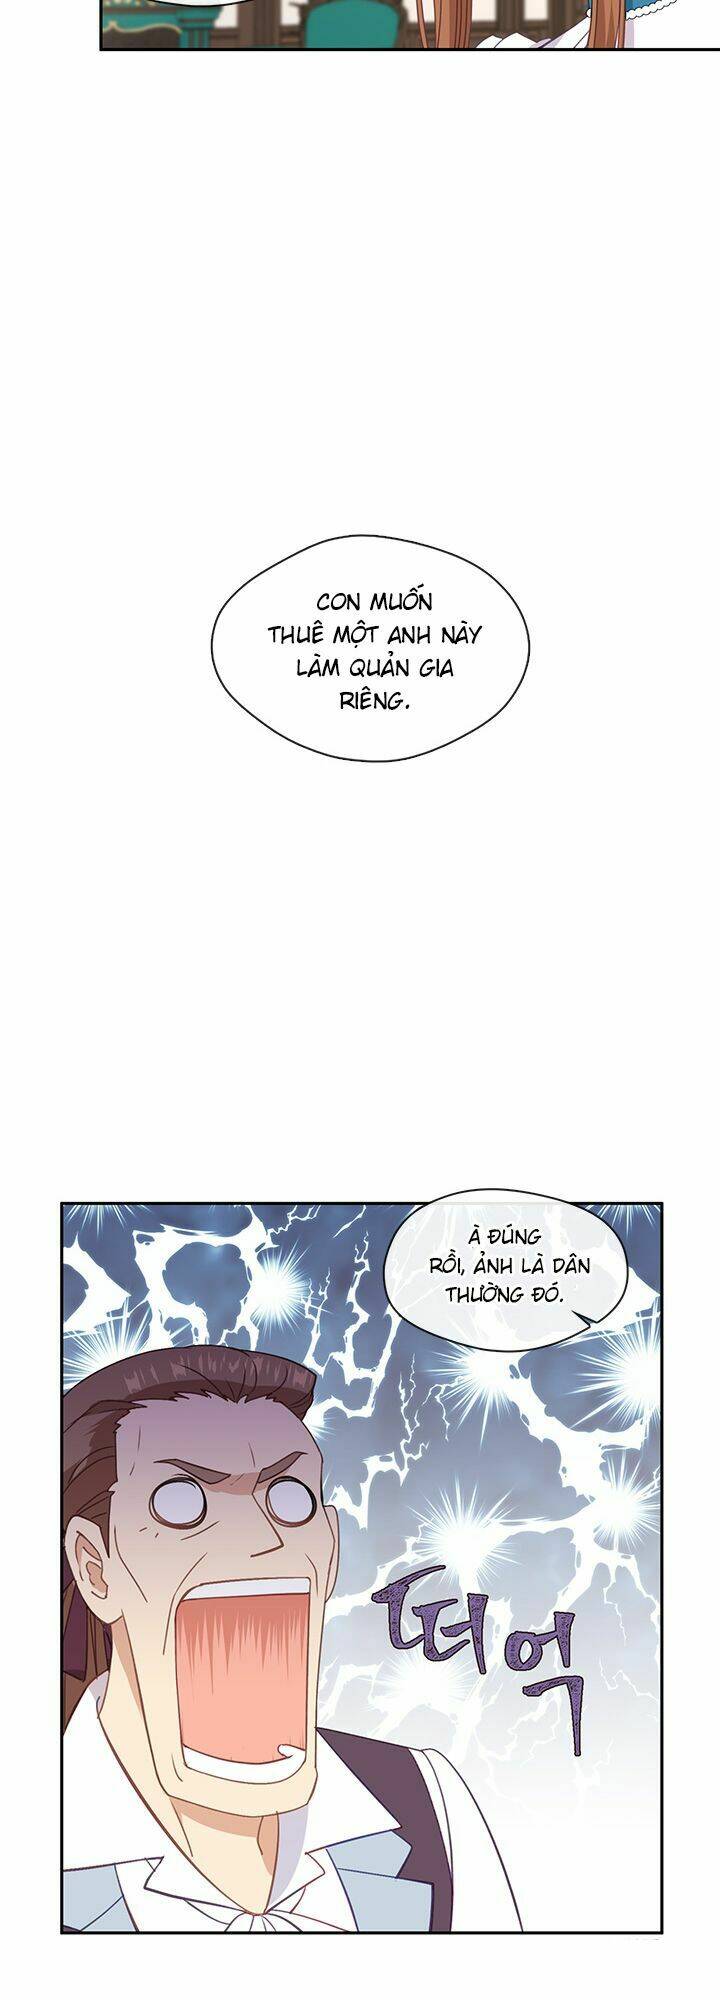 CON MUỐN
THUÊ MỘT ANH NÀY
LÀM QUẢN GIA
RIÊNG.
À ĐÚNG
RỒI, ẢNH LÀ DÂN
THƯỜNG ĐÓ.
떠억